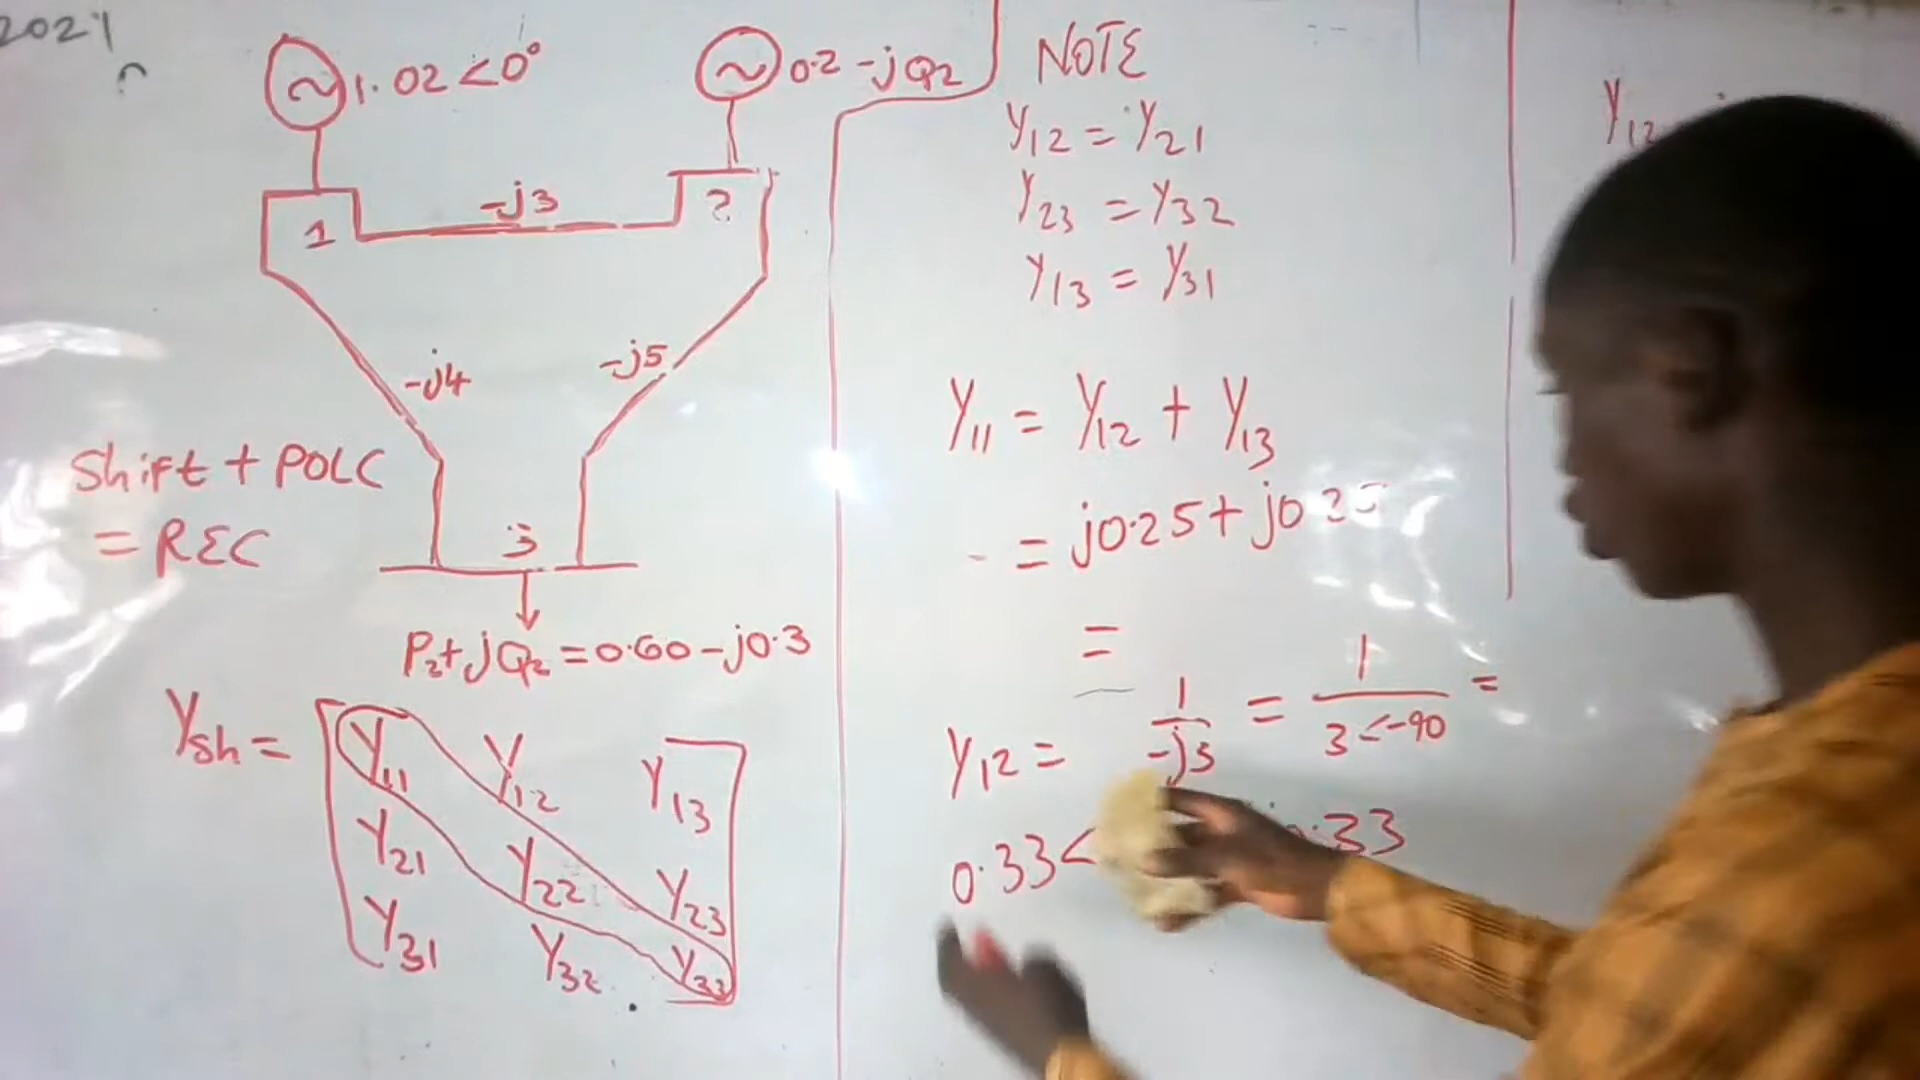 2021
1.02<0°
0.2-jQ2
1
-j3
2
-j4
-j5
Shift + POLC
= REC
3
P2+jQ2=0.60-j0.3
Ysh =
Y11 Y12 Y13
Y21 Y22 Y23
Y31 Y32 Y33
NOTE
Y12 = Y21
Y23 = Y32
Y13 = Y31
Y11 = Y12 + Y13
= j0.25 + j0.25
=
Y12 = 1/-j3 = 1/3<-90 =
0.33<
0.33
Y12